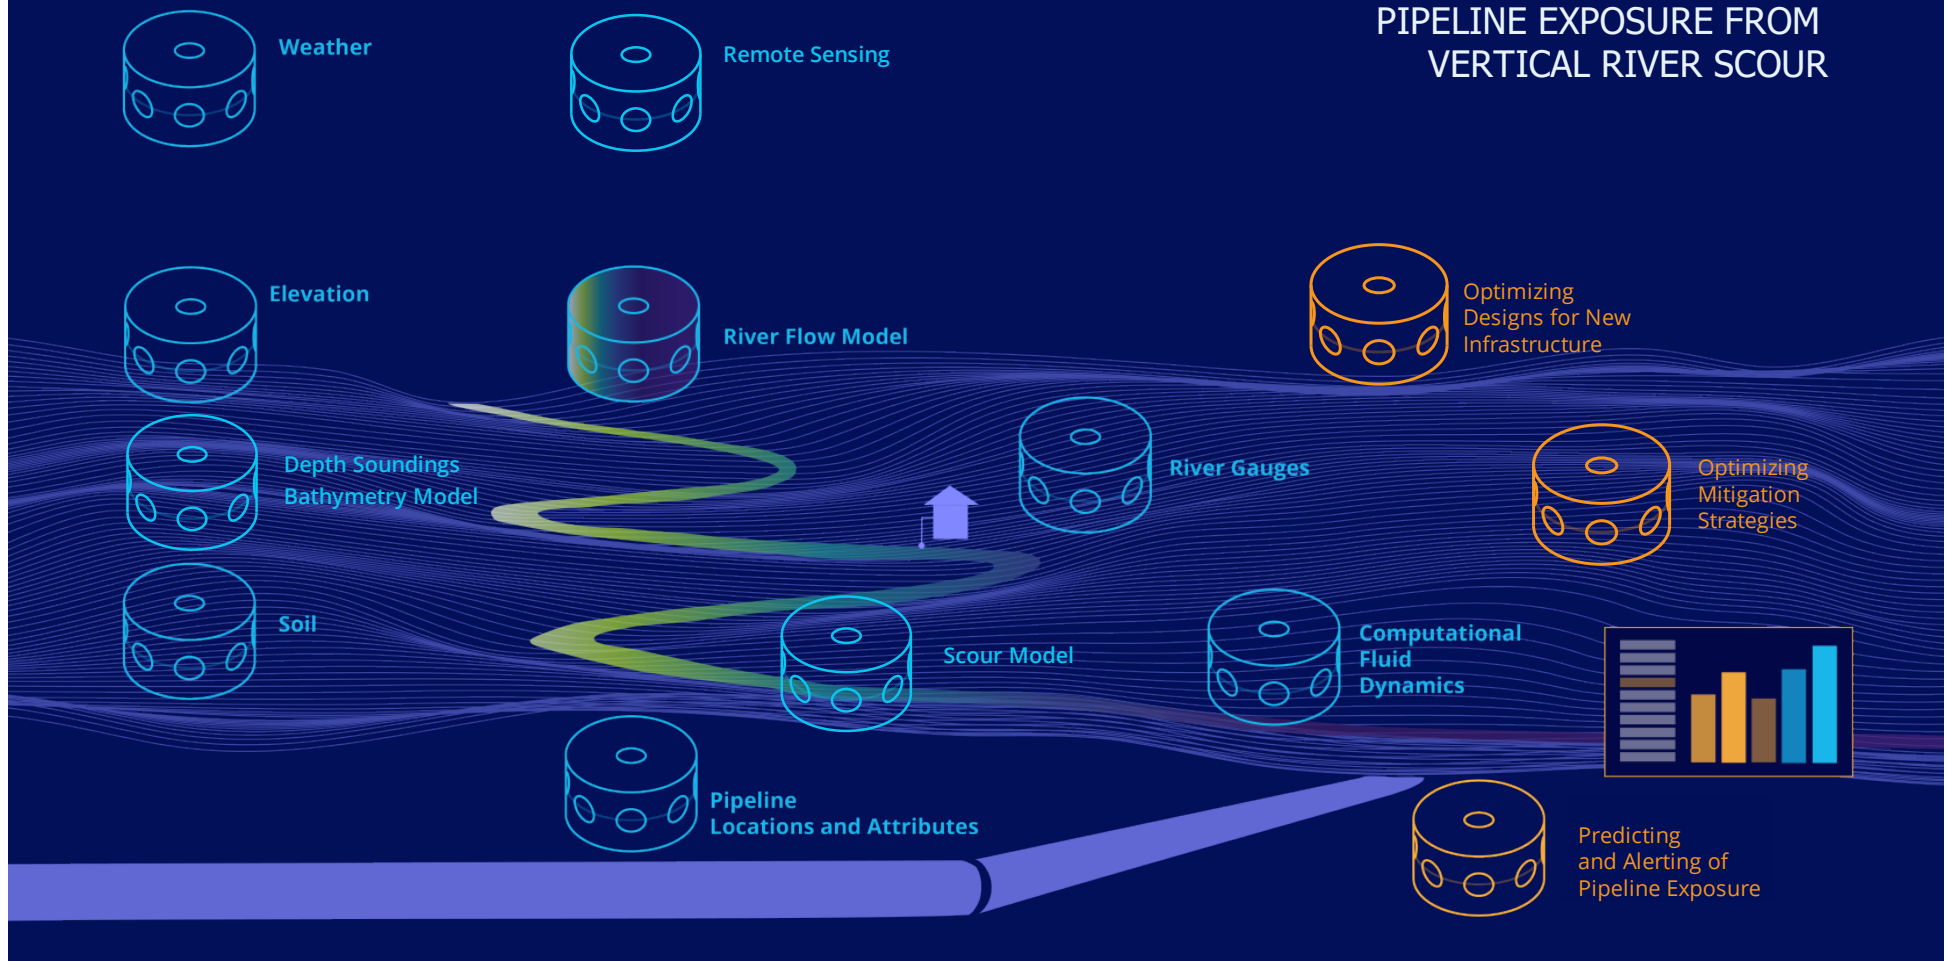 PIPELINE EXPOSURE FROM
VERTICAL RIVER SCOUR
Weather
Remote Sensing
Elevation
River Flow Model
Optimizing
Designs for New
Infrastructure
Depth Soundings
Bathymetry Model
River Gauges
Optimizing
Mitigation
Strategies
Soil
Scour Model
Computational
Fluid
Dynamics
Pipeline
Locations and Attributes
Predicting
and Alerting of
Pipeline Exposure